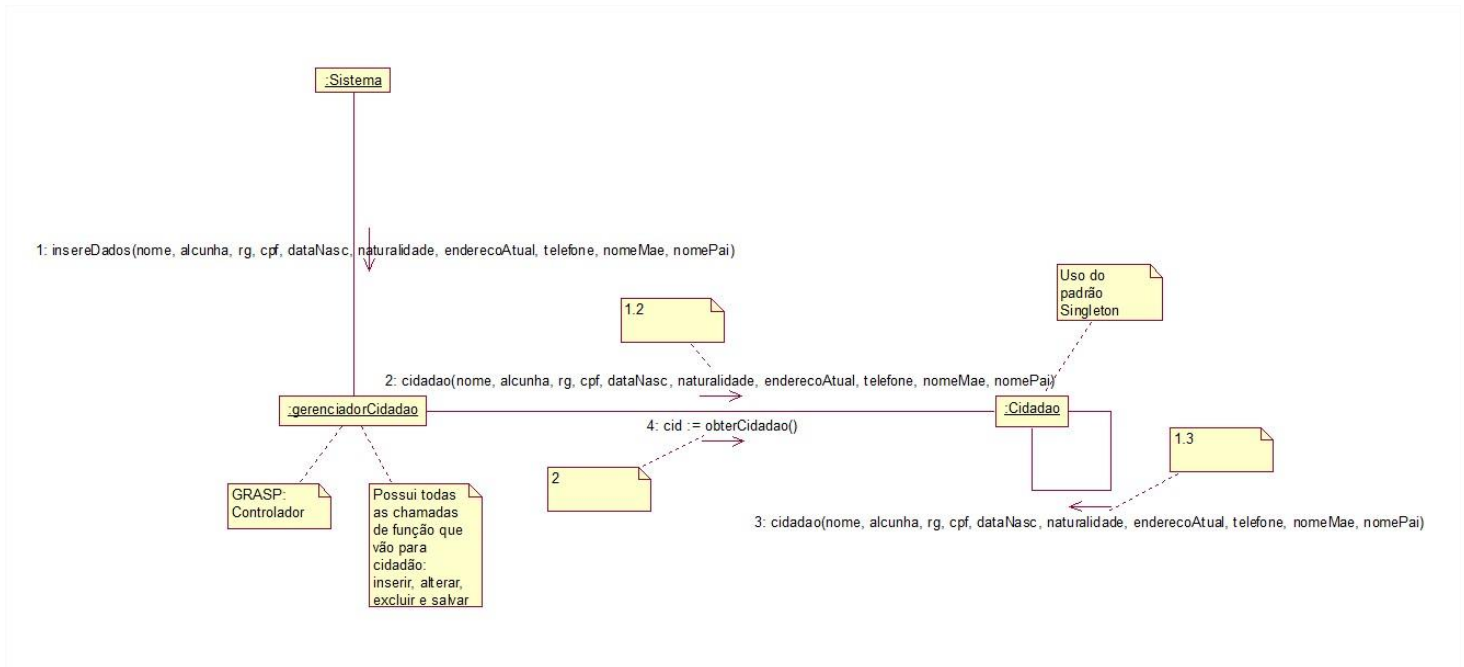 :Sistema
1: insereDados(nome, alcunha, rg, cpf, dataNasc, naturalidade, enderecoAtual, telefone, nomeMae, nomePai)
Uso do
padrão
Singleton
1.2
2: cidadao(nome, alcunha, rg, cpf, dataNasc, naturalidade, enderecoAtual, telefone, nomeMae, nomePai)
:gerenciadorCidadao
:Cidadao
4: cid := obterCidadao()
1.3
2
GRASP:
Controlador
Possui todas
as chamadas
de função que
vão para
cidadão:
inserir, alterar,
excluir e salvar
3: cidadao(nome, alcunha, rg, cpf, dataNasc, naturalidade, enderecoAtual, telefone, nomeMae, nomePai)